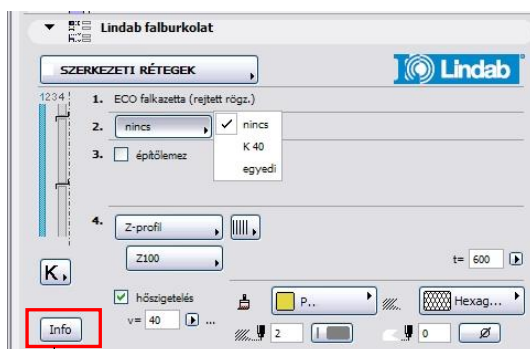 Lindab falburkolat
SZERKEZETI RÉTEGEK
Lindab
1234
1. ECO falkazetta (rejtett rögz.)
2. nincs
nincs
K 40
egyedi
3. építőlemez
4. Z-profil
Z100
t= 600
K
hőszigetelés
P..
Hexag...
v= 40 ...
Info
2
0